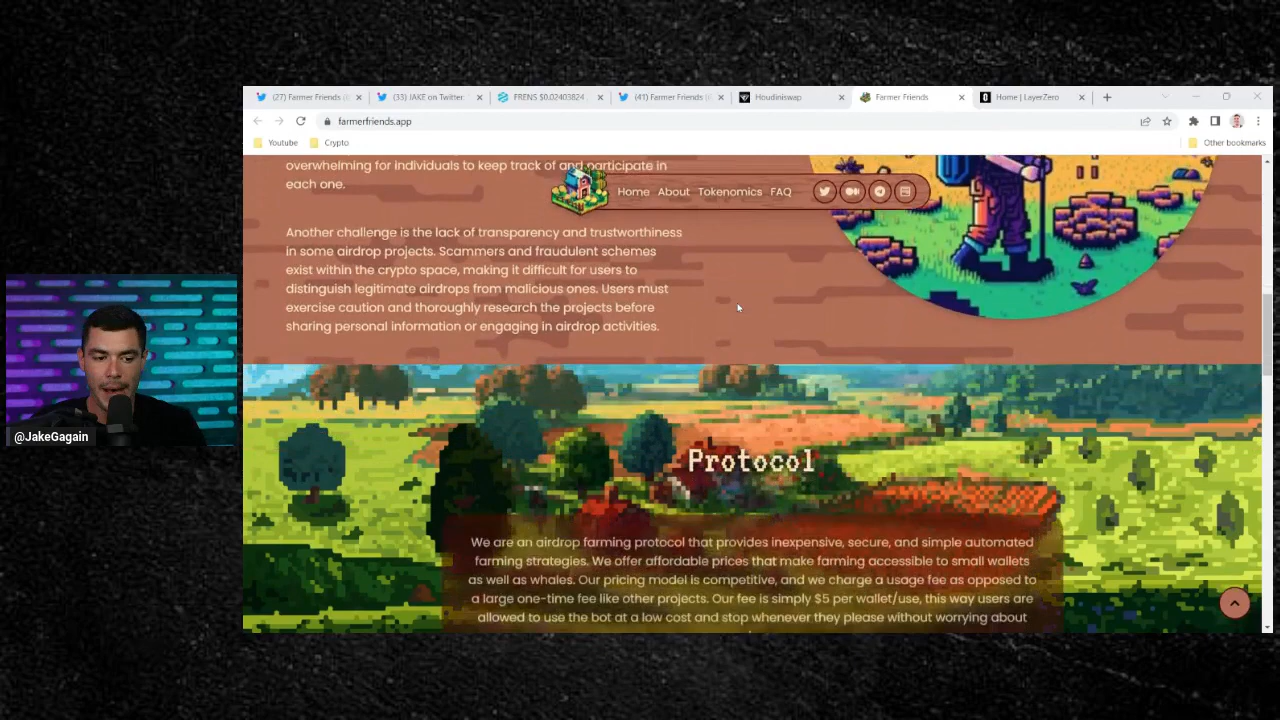 (27) Farmer Friends (
(33) JAKE on Twitter:
FRENS $0.02403824
(41) Farmer Friends (
Houdiniswap
Farmer Friends
Home | LayerZero
farmerfriends.app
Youtube
Crypto
Other bookmarks
overwhelming for individuals to keep track of and participate in
each one.
Home
About
Tokenomics
FAQ
Another challenge is the lack of transparency and trustworthiness
in some airdrop projects. Scammers and fraudulent schemes
exist within the crypto space, making it difficult for users to
distinguish legitimate airdrops from malicious ones. Users must
exercise caution and thoroughly research the projects before
sharing personal information or engaging in airdrop activities.
@JakeGagain
Protocol
We are an airdrop farming protocol that provides inexpensive, secure, and simple automated
farming strategies. We offer affordable prices that make farming accessible to small wallets
as well as whales. Our pricing model is competitive, and we charge a usage fee as opposed to
a large one-time fee like other projects. Our fee is simply $5 per wallet/use, this way users are
allowed to use the bot at a low cost and stop whenever they please without worrying about